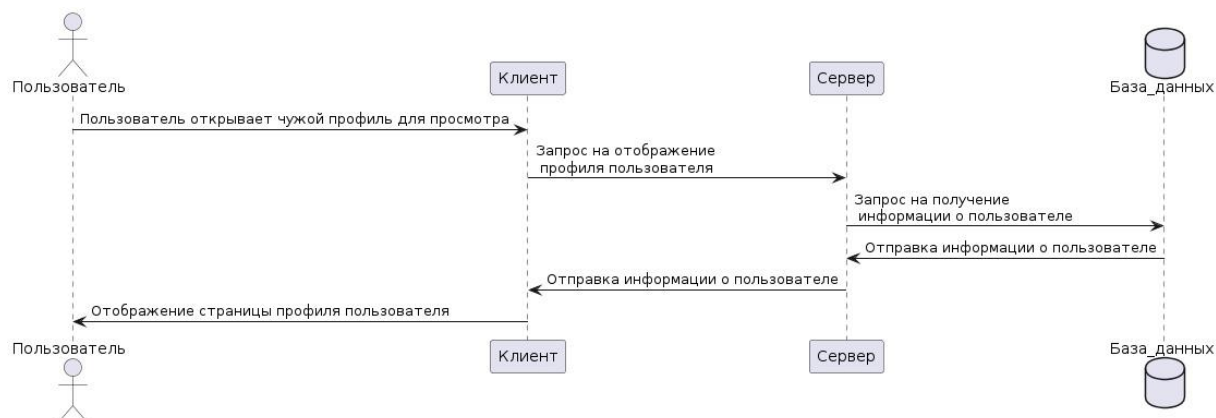 Пользователь
Клиент
Сервер
База_данных
Пользователь открывает чужой профиль для просмотра
Запрос на отображение
профиля пользователя
Запрос на получение
информации о пользователе
Отправка информации о пользователе
Отправка информации о пользователе
Отображение страницы профиля пользователя
Пользователь
Клиент
Сервер
База_данных